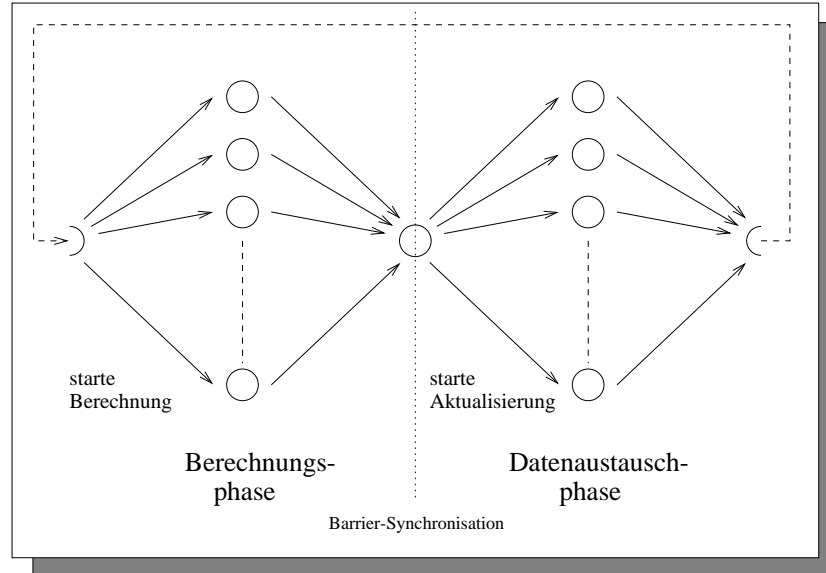 starte
Berechnung
starte
Aktualisierung
Berechnungs-
phase
Datenaustausch-
phase
Barrier-Synchronisation